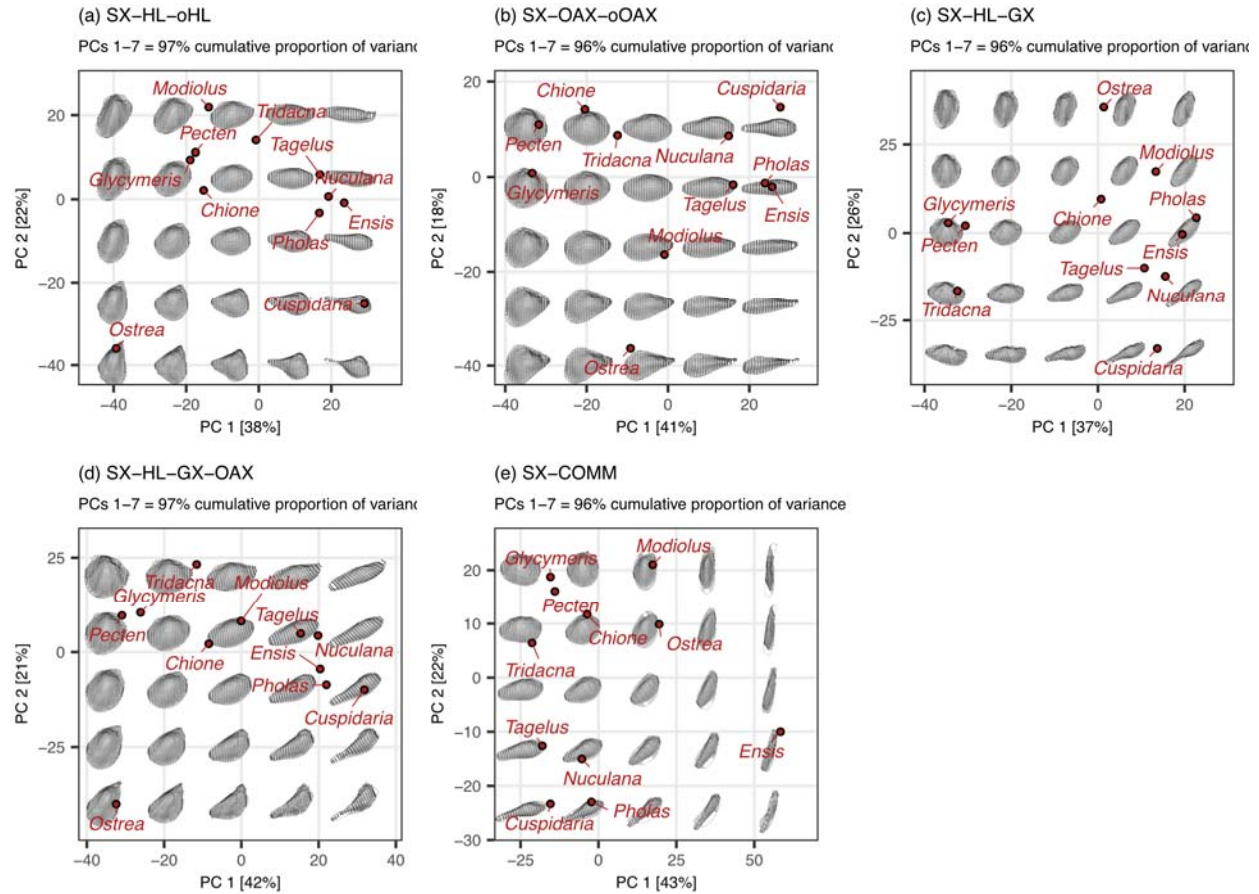 (a) SX−HL−oHL
PCs 1−7 = 97% cumulative proportion of varianc
Modiolus
Tridacna
Pecten
Tagelus
Glycymeris
Nuculana
Chione
Ensis
Pholas
Cuspidaria
Ostrea
20
0
−20
−40
PC 2 [22%]
−40
−20
0
20
PC 1 [38%]
(b) SX−OAX−oOAX
PCs 1−7 = 96% cumulative proportion of varianc
Chione
Cuspidaria
Pecten
Tridacna
Nuculana
Pholas
Glycymeris
Tagelus
Ensis
Modiolus
Ostrea
20
0
−20
−40
PC 2 [18%]
−40
−20
0
20
PC 1 [41%]
(c) SX−HL−GX
PCs 1−7 = 96% cumulative proportion of varianc
Ostrea
Modiolus
Glycymeris
Chione
Pholas
Pecten
Ensis
Tagelus
Nuculana
Tridacna
Cuspidaria
25
0
−25
PC 2 [26%]
−40
−20
0
20
PC 1 [37%]
(d) SX−HL−GX−OAX
PCs 1−7 = 97% cumulative proportion of varianc
Tridacna
Modiolus
Glycymeris
Tagelus
Pecten
Chione
Ensis
Nuculana
Pholas
Cuspidaria
Ostrea
25
0
−25
PC 2 [21%]
−40
−20
0
20
40
PC 1 [42%]
(e) SX−COMM
PCs 1−7 = 96% cumulative proportion of variance
Glycymeris
Modiolus
Pecten
Chione
Ostrea
Tridacna
Tagelus
Ensis
Nuculana
Cuspidaria
Pholas
20
10
0
−10
−20
−30
PC 2 [22%]
−25
0
25
50
PC 1 [43%]